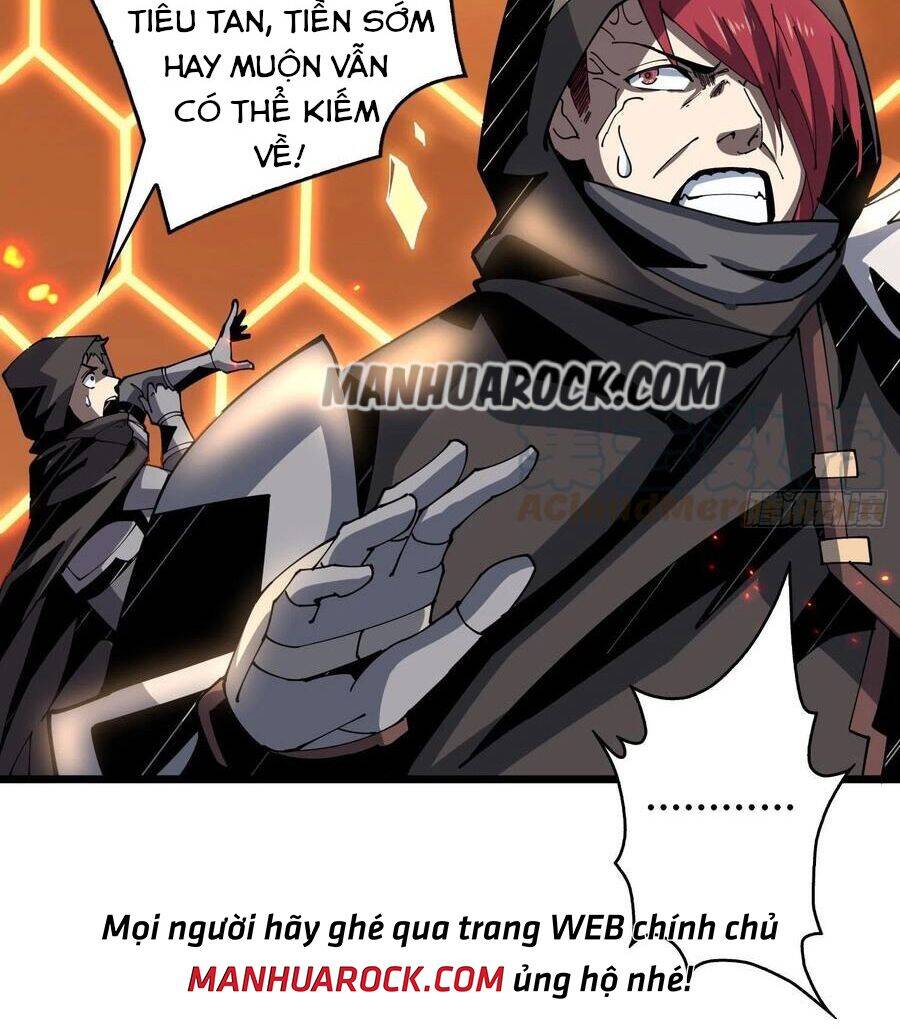 TIÊU TAN, TIỀN SỚM
HAY MUỘN VẪN
CÓ THỂ KIẾM
VỀ!
MANHUAROCK.COM
............
Mọi người hãy ghé qua trang WEB chính chủ
MANHUAROCK.COM ủng hộ nhé!